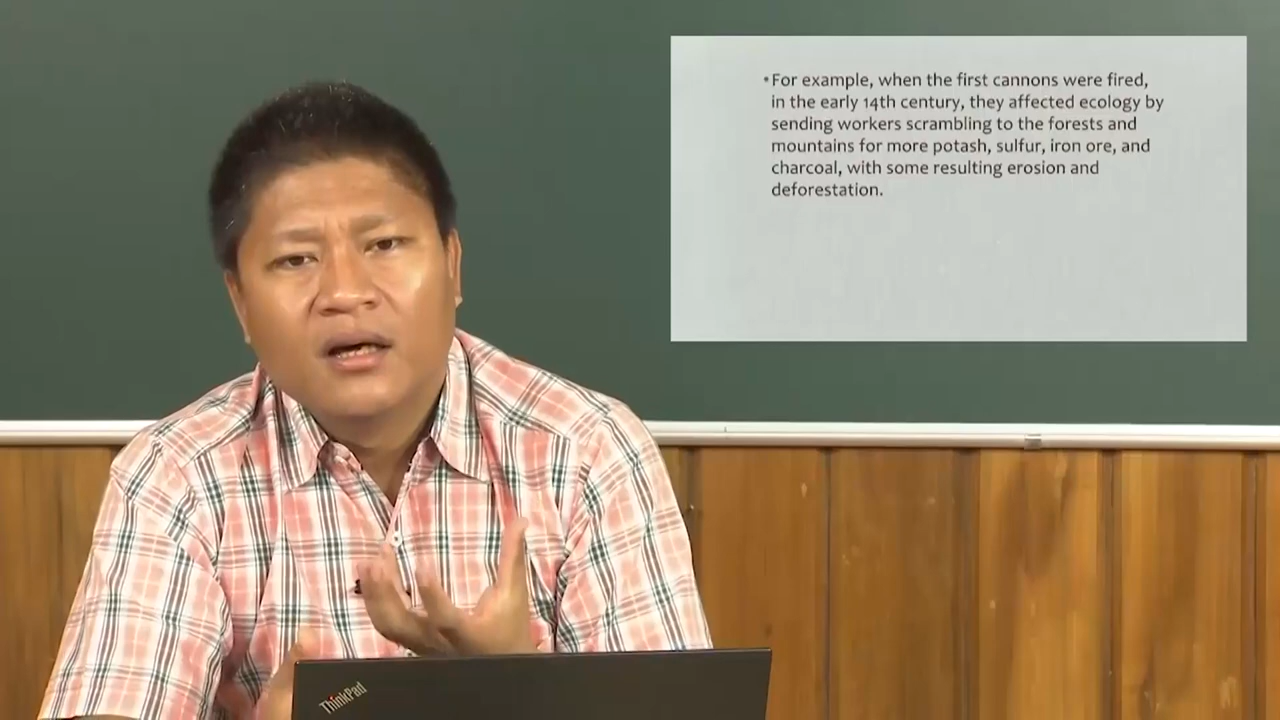 •For example, when the first cannons were fired,
in the early 14th century, they affected ecology by
sending workers scrambling to the forests and
mountains for more potash, sulfur, iron ore, and
charcoal, with some resulting erosion and
deforestation.
ThinkPad